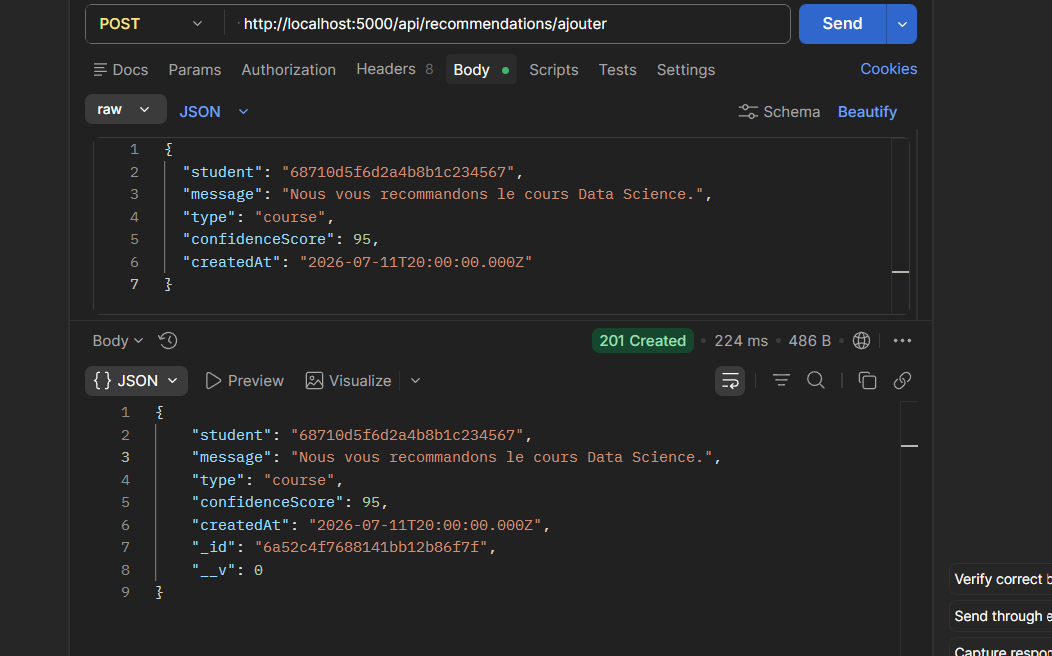 POST http://localhost:5000/api/recommendations/ajouter Send
Docs Params Authorization Headers 8 Body Scripts Tests Settings Cookies
raw JSON Schema Beautify
1 {
2 "student": "68710d5f6d2a4b8b1c234567",
3 "message": "Nous vous recommandons le cours Data Science.",
4 "type": "course",
5 "confidenceScore": 95,
6 "createdAt": "2026-07-11T20:00:00.000Z"
7 }
Body 201 Created 224 ms 486 B
{} JSON Preview Visualize
1 {
2 "student": "68710d5f6d2a4b8b1c234567",
3 "message": "Nous vous recommandons le cours Data Science.",
4 "type": "course",
5 "confidenceScore": 95,
6 "createdAt": "2026-07-11T20:00:00.000Z",
7 "_id": "6a52c4f7688141bb12b86f7f",
8 "__v": 0
9 }
Verify correct
Send through
Capture